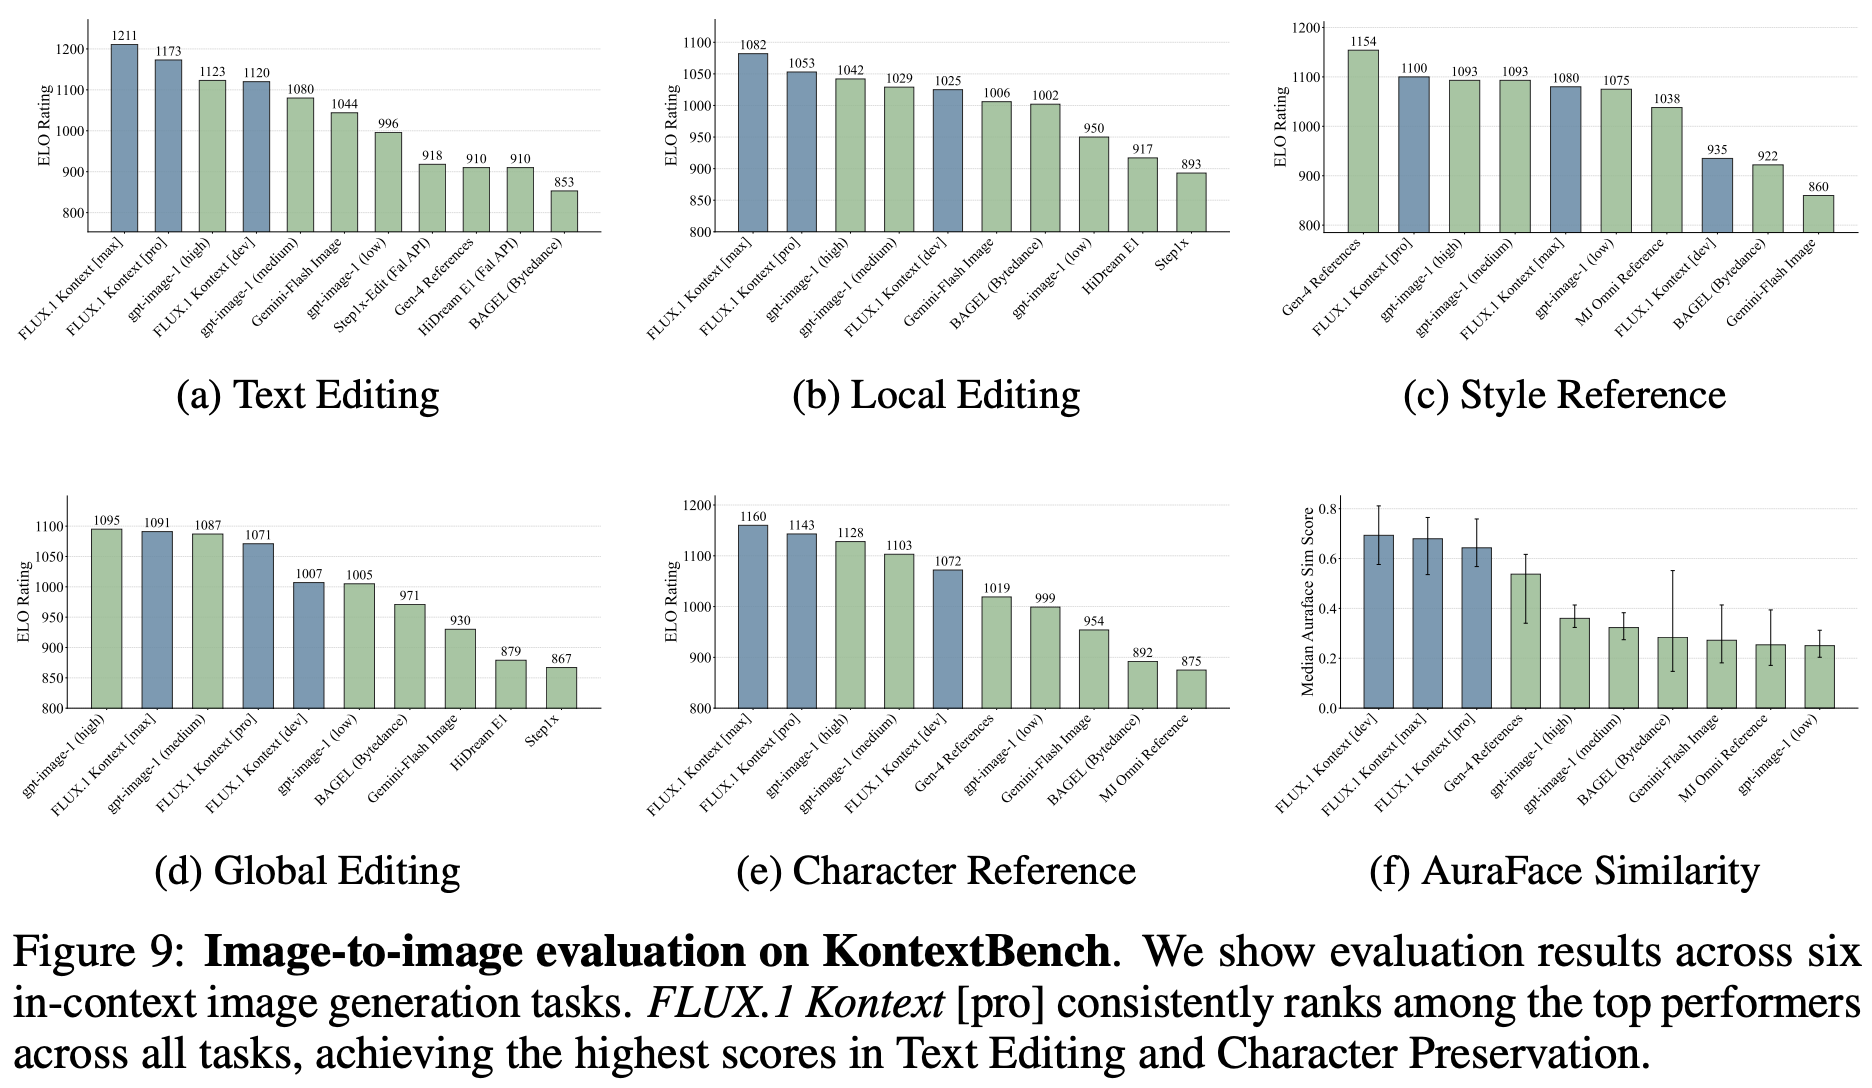 ELO Rating
1200
1100
1000
900
800
1211
1173
1123
1120
1080
1044
996
918
910
910
853
FLUX.1 Kontext [max]
FLUX.1 Kontext [pro]
gpt-image-1 (high)
FLUX.1 Kontext [dev]
gpt-image-1 (medium)
Gemini-Flash Image
gpt-image-1 (low)
Step1x-Edit (Fal API)
Gen-4 References
HiDream E1 (Fal API)
BAGEL (Bytedance)
(a) Text Editing
ELO Rating
1100
1050
1000
950
900
850
800
1082
1053
1042
1029
1025
1006
1002
950
917
893
FLUX.1 Kontext [max]
FLUX.1 Kontext [pro]
gpt-image-1 (high)
gpt-image-1 (medium)
FLUX.1 Kontext [dev]
Gemini-Flash Image
BAGEL (Bytedance)
gpt-image-1 (low)
HiDream E1
Step1x
(b) Local Editing
ELO Rating
1200
1100
1000
900
800
1154
1100
1093
1093
1080
1075
1038
935
922
860
Gen-4 References
FLUX.1 Kontext [pro]
gpt-image-1 (high)
gpt-image-1 (medium)
FLUX.1 Kontext [max]
gpt-image-1 (low)
MJ Omni Reference
FLUX.1 Kontext [dev]
BAGEL (Bytedance)
Gemini-Flash Image
(c) Style Reference
ELO Rating
1100
1050
1000
950
900
850
800
1095
1091
1087
1071
1007
1005
971
930
879
867
gpt-image-1 (high)
FLUX.1 Kontext [max]
gpt-image-1 (medium)
FLUX.1 Kontext [pro]
FLUX.1 Kontext [dev]
gpt-image-1 (low)
BAGEL (Bytedance)
Gemini-Flash Image
HiDream E1
Step1x
(d) Global Editing
ELO Rating
1200
1100
1000
900
800
1160
1143
1128
1103
1072
1019
999
954
892
875
FLUX.1 Kontext [max]
FLUX.1 Kontext [pro]
gpt-image-1 (high)
gpt-image-1 (medium)
FLUX.1 Kontext [dev]
Gen-4 References
gpt-image-1 (low)
Gemini-Flash Image
BAGEL (Bytedance)
MJ Omni Reference
(e) Character Reference
Median Auraface Sim Score
0.8
0.6
0.4
0.2
0.0
FLUX.1 Kontext [dev]
FLUX.1 Kontext [max]
FLUX.1 Kontext [pro]
Gen-4 References
gpt-image-1 (high)
gpt-image-1 (medium)
BAGEL (Bytedance)
Gemini-Flash Image
MJ Omni Reference
gpt-image-1 (low)
(f) AuraFace Similarity
Figure 9: Image-to-image evaluation on KontextBench. We show evaluation results across six
in-context image generation tasks. FLUX.1 Kontext [pro] consistently ranks among the top performers
across all tasks, achieving the highest scores in Text Editing and Character Preservation.